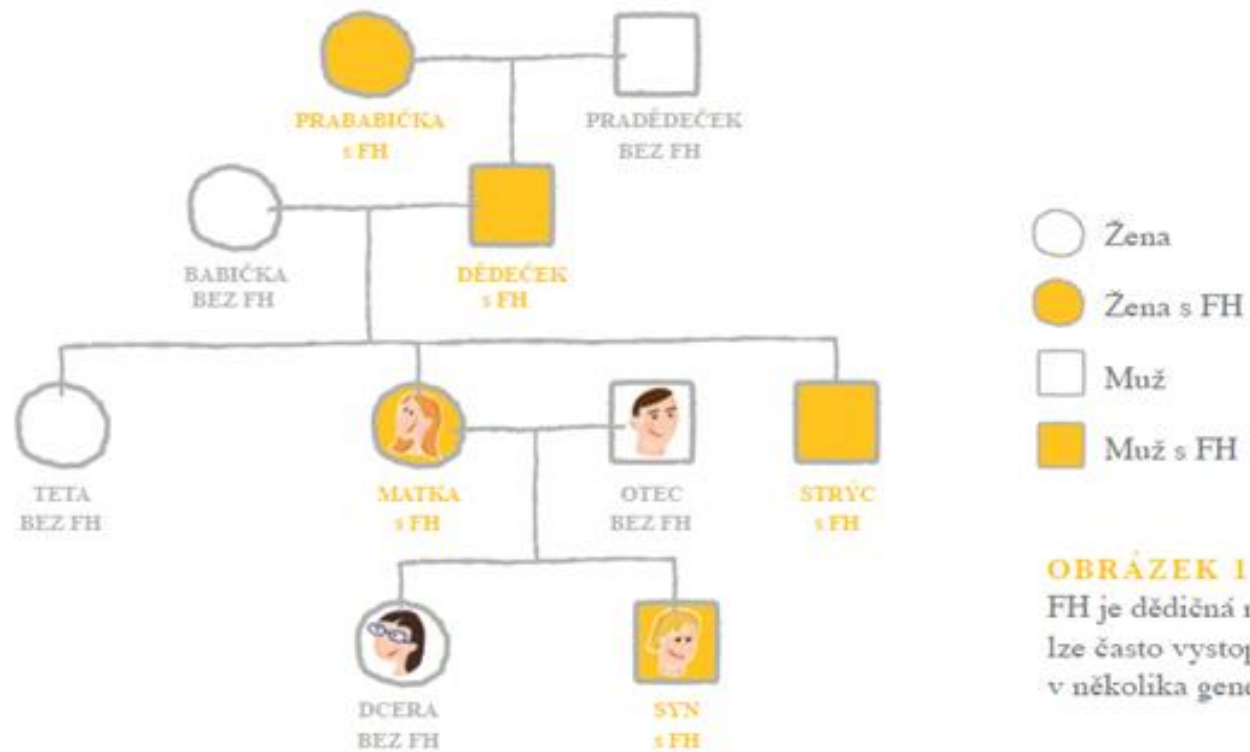 PRABABIČKA
s FH
PRADĚDEČEK
BEZ FH
BABIČKA
BEZ FH
DĚDEČEK
s FH
TETA
BEZ FH
MATKA
s FH
OTEC
BEZ FH
STRÝC
s FH
DCERA
BEZ FH
SYN
s FH
Žena
Žena s FH
Muž
Muž s FH
OBRÁZEK 1
FH je dědičná
lze často
v několika